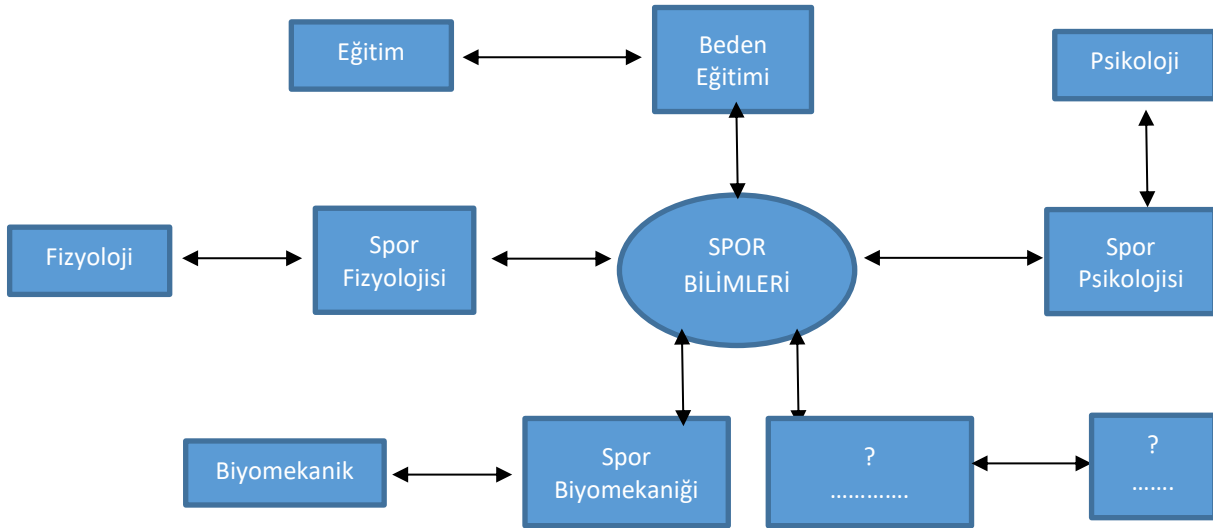 Eğitim
Beden
Eğitimi
Psikoloji
Fizyoloji
Spor
Fizyolojisi
SPOR
BİLİMLERİ
Spor
Psikolojisi
Biyomekanik
Spor
Biyomekaniği
?
………….
?
…….